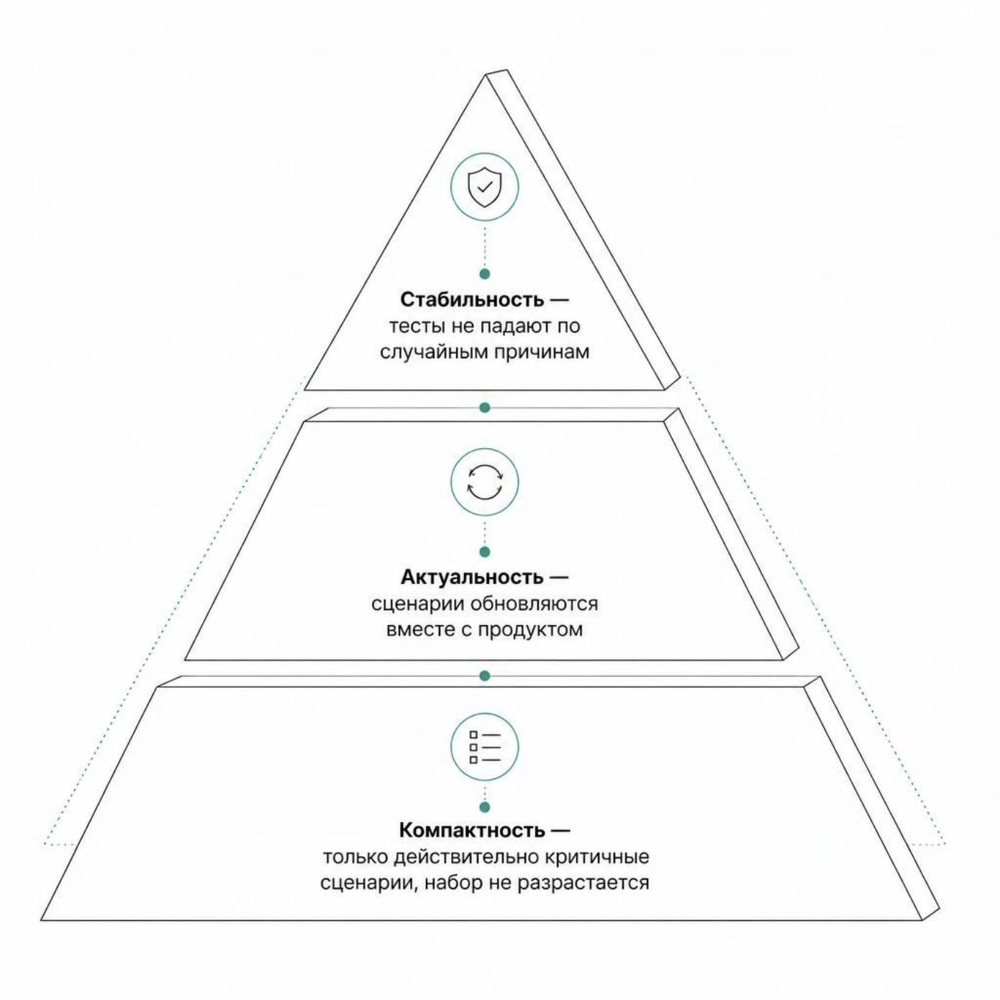 Стабильность —
тесты не падают по
случайным причинам
Актуальность —
сценарии обновляются
вместе с продуктом
Компактность —
только действительно критичные
сценарии, набор не разрастается